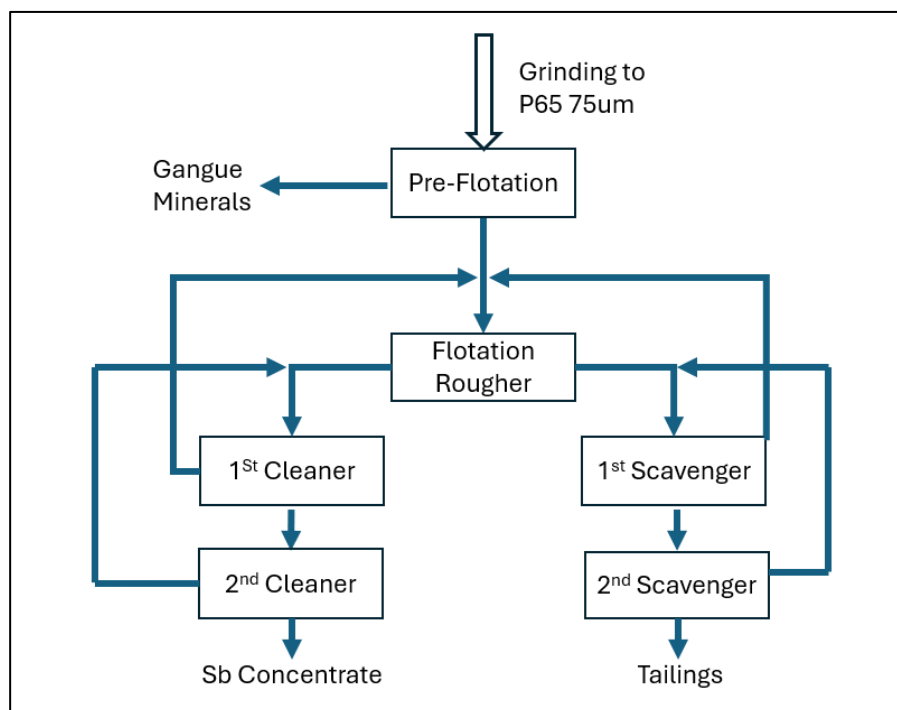 Grinding to
P65 75um
Gangue
Minerals
Pre-Flotation
Flotation
Rougher
1St Cleaner
1st Scavenger
2nd Cleaner
2nd Scavenger
Sb Concentrate
Tailings